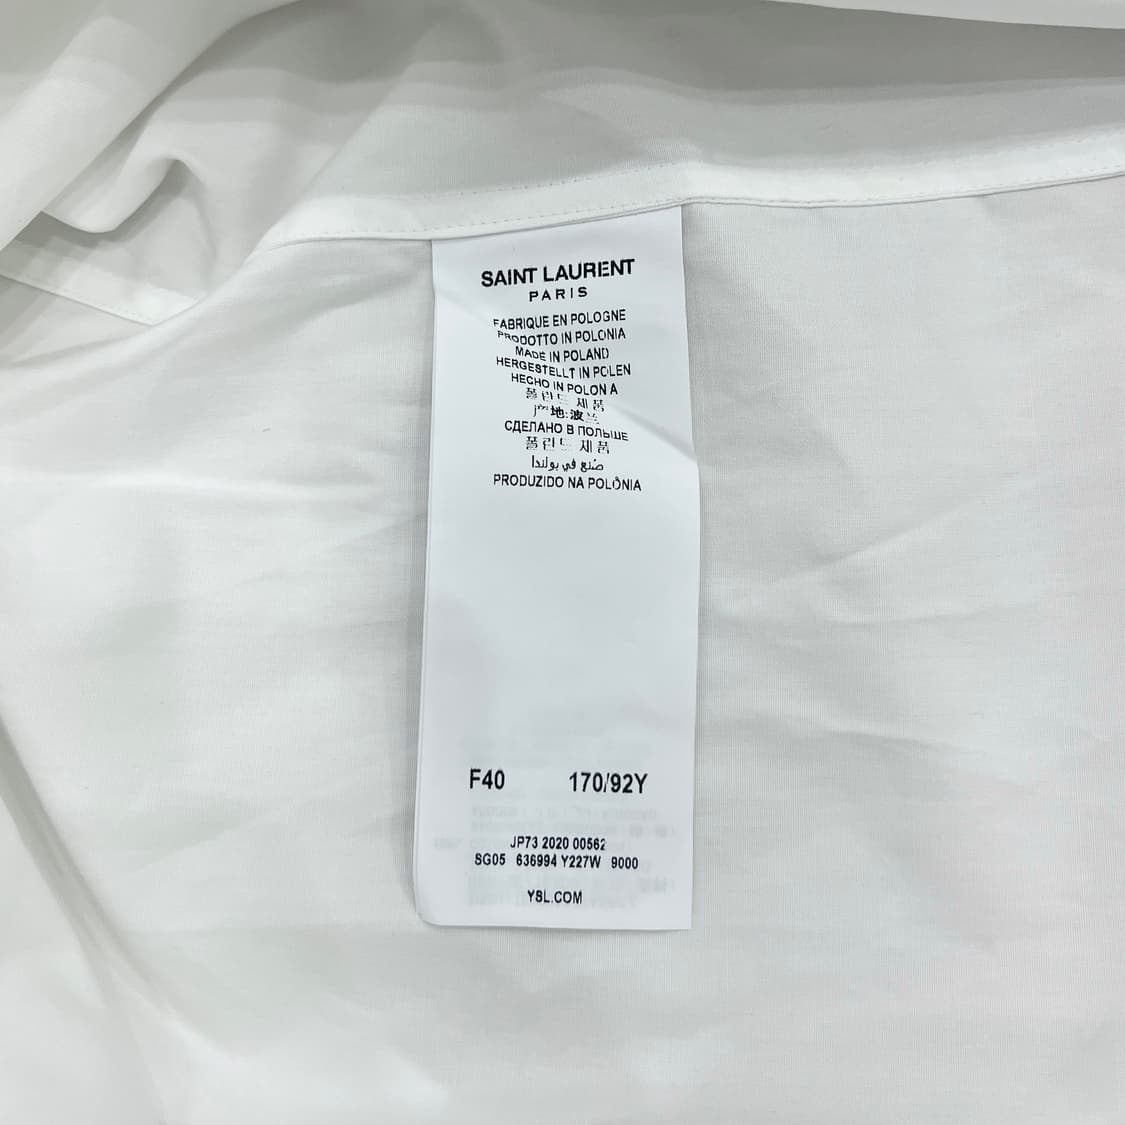 SAINT LAURENT
PARIS
FABRIQUE EN POLOGNE
PRODOTTO IN POLONIA
MADE IN POLAND
HERGESTELLT IN POLEN
HECHO IN POLONIA
폴란드 제품
产地:波兰
СДЕЛАНО В ПОЛЬШЕ
폴란드 제품
صنع في بولندا
PRODUZIDO NA POLÔNIA
F40 170/92Y
JP73 2020 00562
SG05 636994 Y227W 9000
YSL.COM